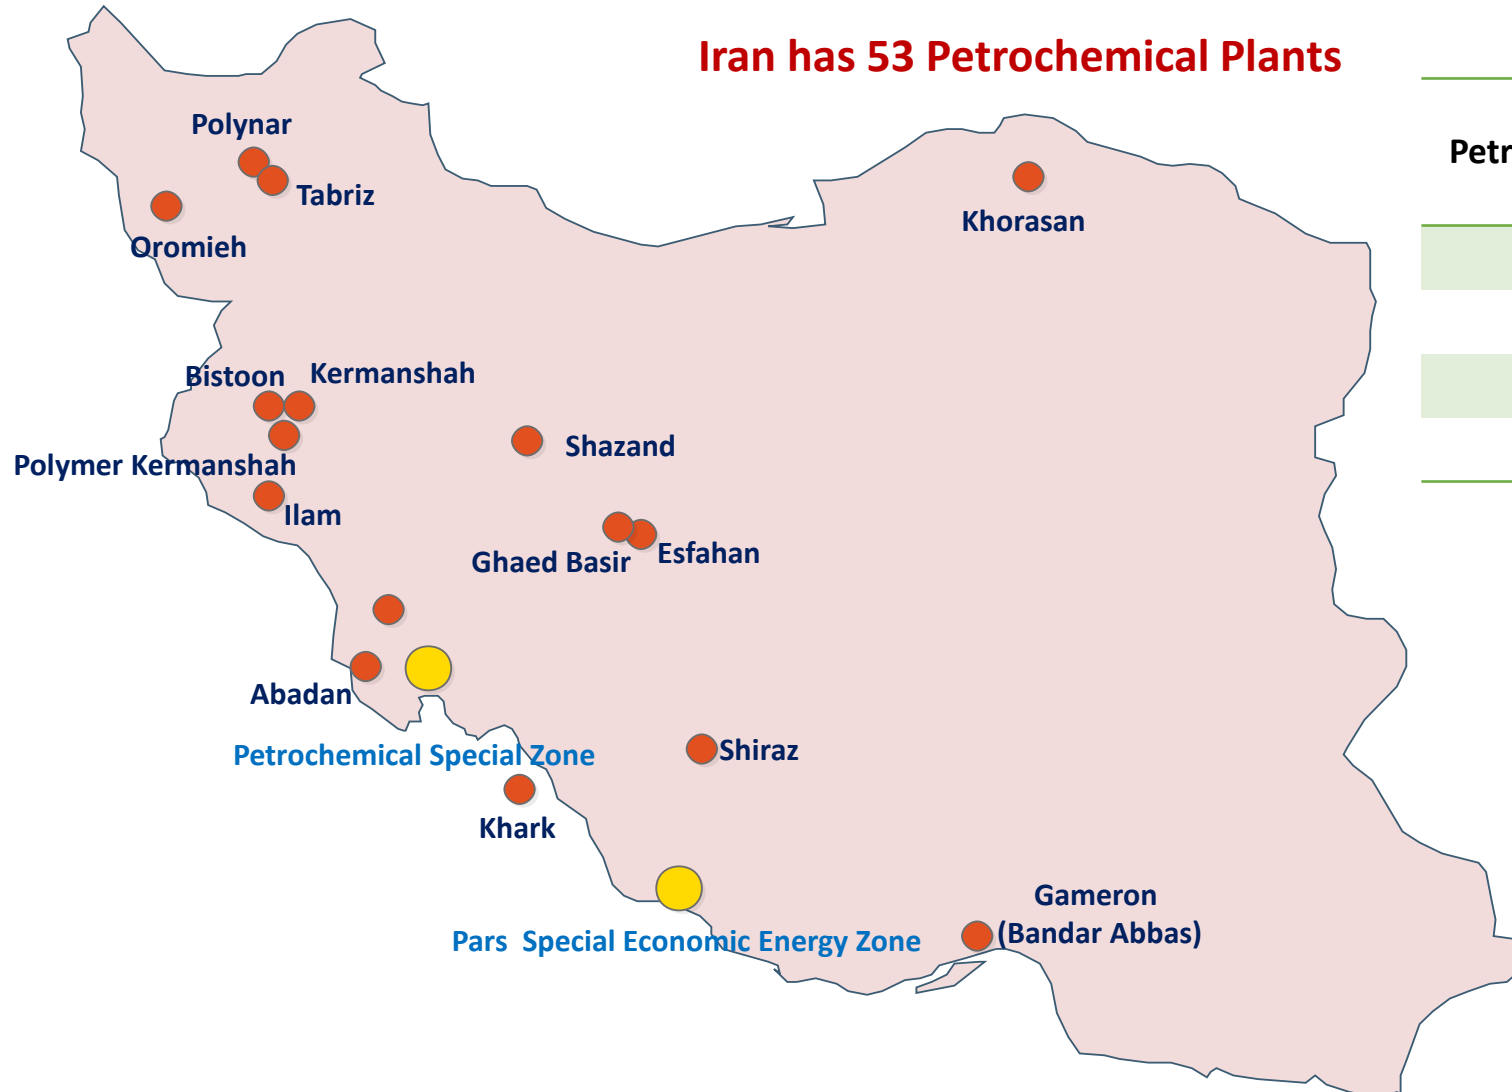 Iran has 53 Petrochemical Plants
Petr
Polynar
Tabriz
Oromieh
Khorasan
Bistoon
Kermanshah
Polymer Kermanshah
Shazand
Ilam
Ghaed Basir
Esfahan
Abadan
Petrochemical Special Zone
Shiraz
Khark
Pars Special Economic Energy Zone
Gameron
(Bandar Abbas)